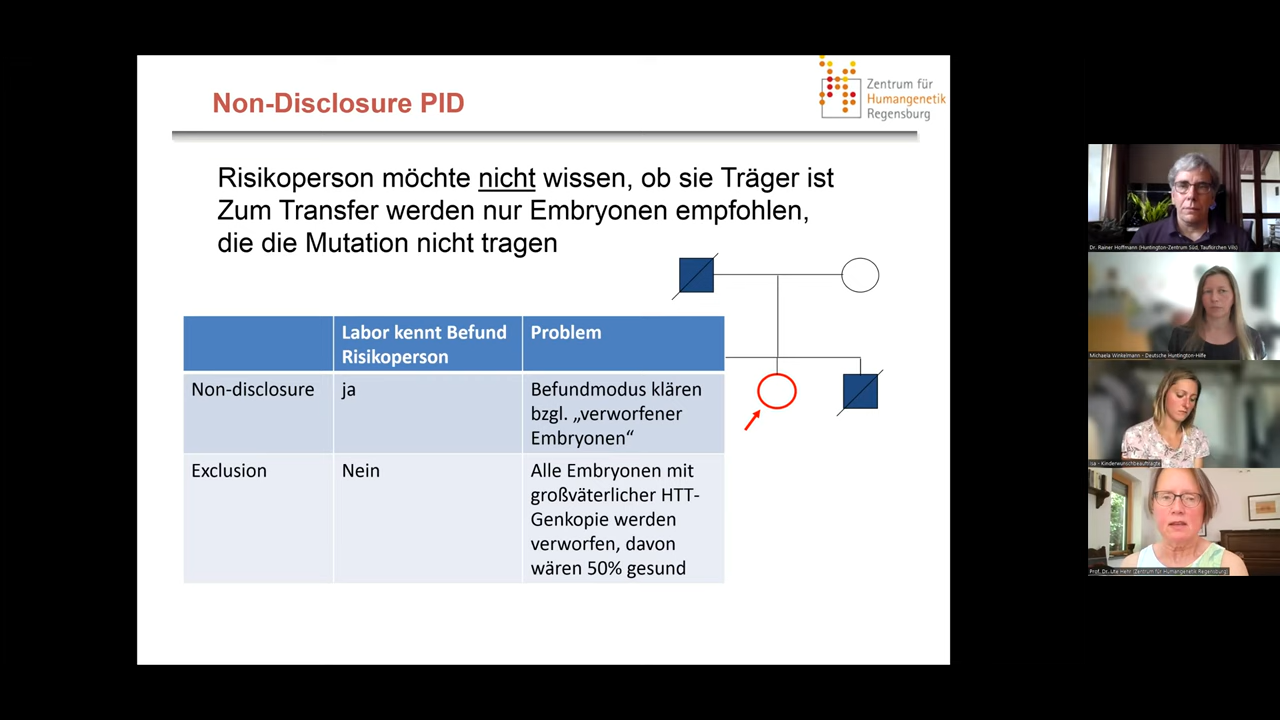 Non-Disclosure PID
Zentrum für
Humangenetik
Regensburg
Risikoperson möchte nicht wissen, ob sie Träger ist
Zum Transfer werden nur Embryonen empfohlen,
die die Mutation nicht tragen
Labor kennt Befund
Risikoperson
Problem
Non-disclosure
ja
Befundmodus klären
bzgl. „verworfener
Embryonen“
Exclusion
Nein
Alle Embryonen mit
großväterlicher HTT-
Genkopie werden
verworfen, davon
wären 50% gesund
Dr. Rainer Hoffmann (Huntington-Zentrum Süd, Taufkirchen Vils)
Michaela Winkelmann - Deutsche Huntington-Hilfe
- Kinderwunschbeauftragte
Prof. Dr. Ute Hehr (Zentrum für Humangenetik Regensburg)